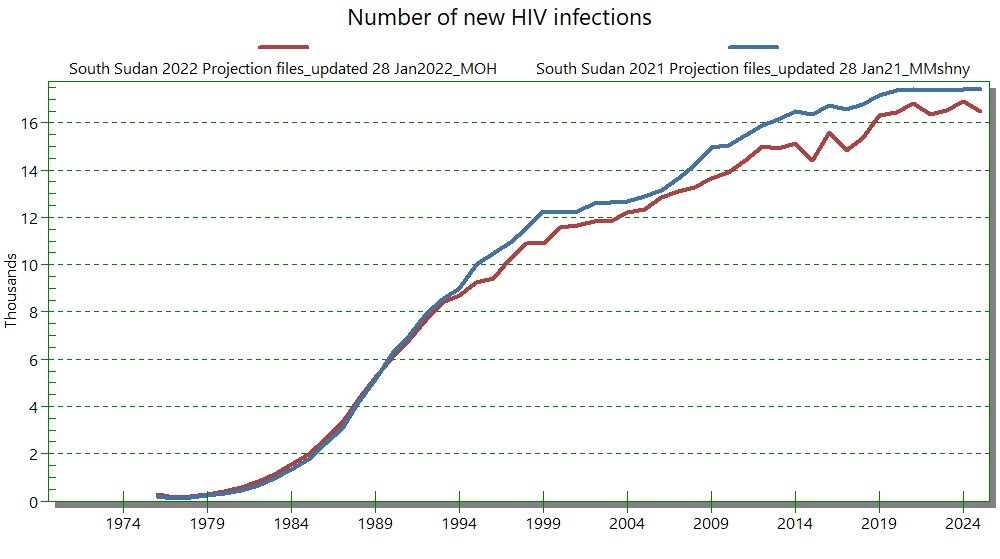 Number of new HIV infections
South Sudan 2022 Projection files_updated 28 Jan2022_MOH
South Sudan 2021 Projection files_updated 28 Jan21_MMshny
16
14
12
10
8
6
4
2
0
Thousands
1974 1979 1984 1989 1994 1999 2004 2009 2014 2019 2024